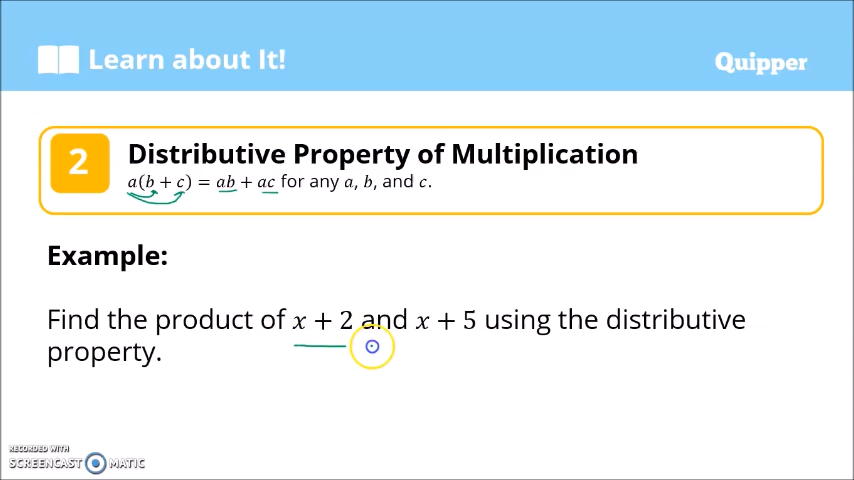 Learn about It!
Quipper
2
Distributive Property of Multiplication
a(b + c) = ab + ac for any a, b, and c.
Example:
Find the product of x + 2 and x + 5 using the distributive
property.
RECORDED WITH
SCREENCAST MATIC